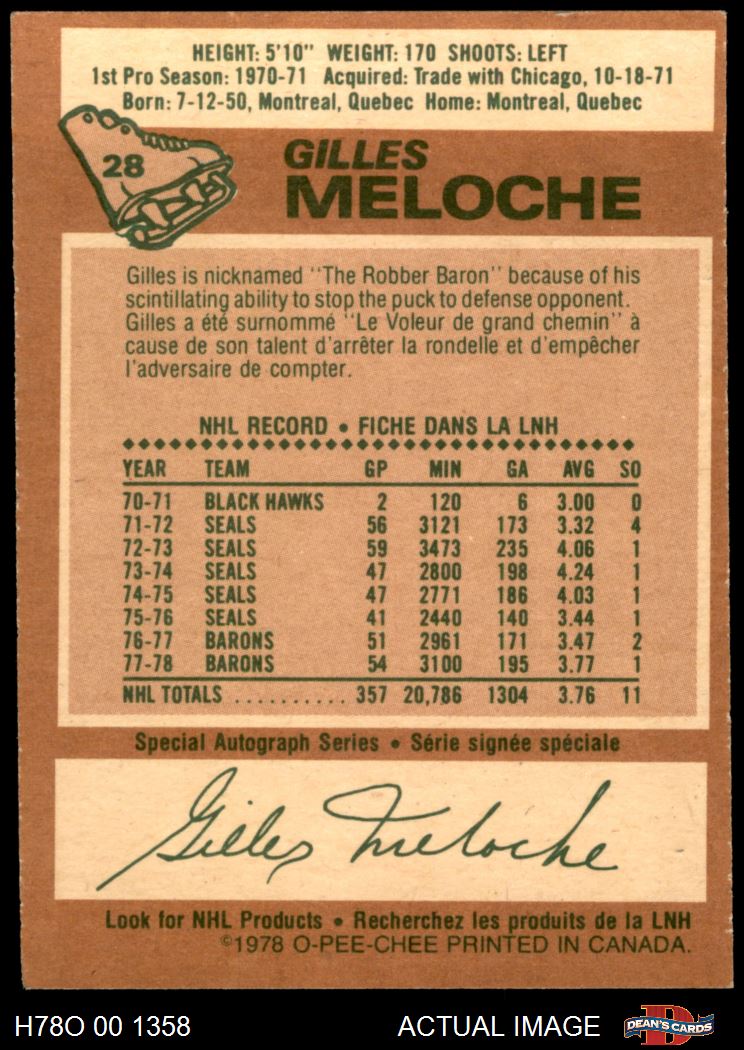 HEIGHT: 5'10" WEIGHT: 170 SHOOTS: LEFT
1st Pro Season: 1970-71 Acquired: Trade with Chicago, 10-18-71
Born: 7-12-50, Montreal, Quebec Home: Montreal, Quebec
28
GILLES
MELOCHE
Gilles is nicknamed "The Robber Baron" because of his
scintillating ability to stop the puck to defense opponent.
Gilles a été surnommé "Le Voleur de grand chemin" à
cause de son talent d'arrêter la rondelle et d'empêcher
l'adversaire de compter.
NHL RECORD • FICHE DANS LA LNH
YEAR TEAM GP MIN GA AVG SO
70-71 BLACK HAWKS 2 120 6 3.00 0
71-72 SEALS 56 3121 173 3.32 4
72-73 SEALS 59 3473 235 4.06 1
73-74 SEALS 47 2800 198 4.24 1
74-75 SEALS 47 2771 186 4.03 1
75-76 SEALS 41 2440 140 3.44 1
76-77 BARONS 51 2961 171 3.47 2
77-78 BARONS 54 3100 195 3.77 1
NHL TOTALS .......... 357 20,786 1304 3.76 11
Special Autograph Series • Série signée spéciale
Gilles Meloche
Look for NHL Products • Recherchez les produits de la LNH
©1978 O-PEE-CHEE PRINTED IN CANADA.
H78O 00 1358 ACTUAL IMAGE D DEAN'S CARDS